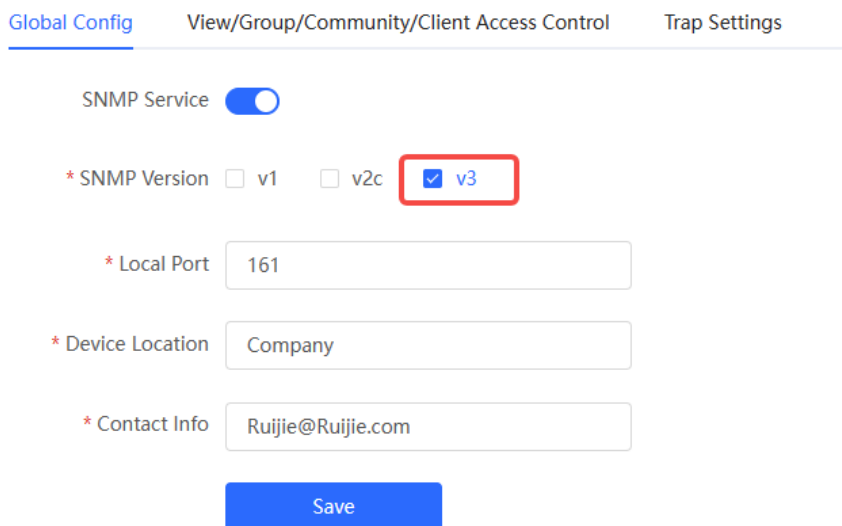 Global Config View/Group/Community/Client Access Control Trap Settings
SNMP Service
* SNMP Version v1 v2c v3
* Local Port 161
* Device Location Company
* Contact Info Ruijie@Ruijie.com
Save